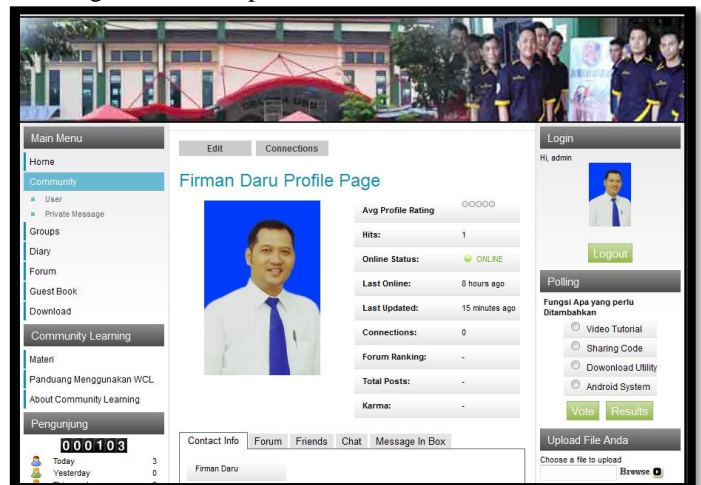 Main Menu
Home
Community
User
Private Message
Groups
Diary
Forum
Guest Book
Download
Community Learning
Materi
Panduang Menggunakan WCL
About Community Learning
Pengunjung
000103
Today 3
Yesterday 0
Edit Connections
Firman Daru Profile Page
Avg Profile Rating
Hits: 1
Online Status: ONLINE
Last Online: 8 hours ago
Last Updated: 15 minutes ago
Connections: 0
Forum Ranking: -
Total Posts: -
Karma: -
Contact Info Forum Friends Chat Message In Box
Firman Daru
Login
Hi, admin
Logout
Polling
Fungsi Apa yang perlu
Ditambahkan
Video Tutorial
Sharing Code
Dowonload Utility
Android System
Vote Results
Upload File Anda
Choose a file to upload
Browse